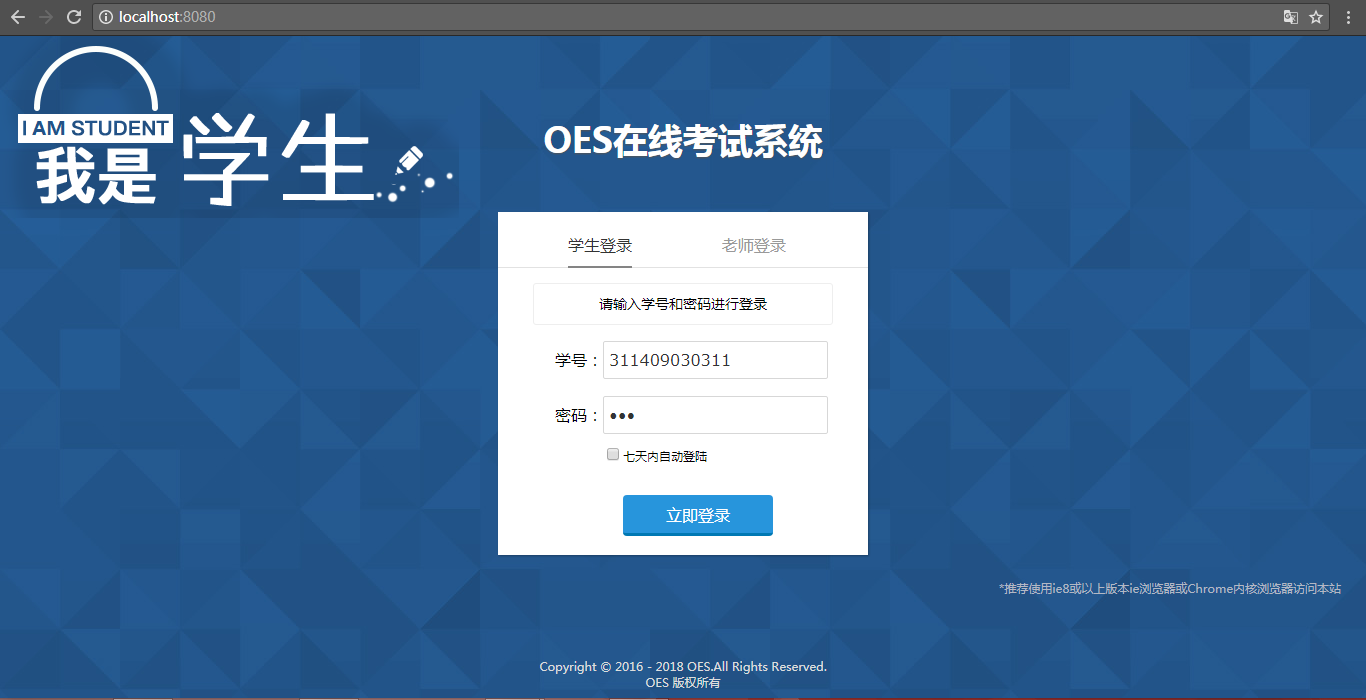 localhost:8080
I AM STUDENT
我是学生
OES在线考试系统
学生登录 老师登录
请输入学号和密码进行登录
学号： 311409030311
密码： •••
七天内自动登陆
立即登录
*推荐使用ie8或以上版本ie浏览器或Chrome内核浏览器访问本站
Copyright © 2016 - 2018 OES.All Rights Reserved.
OES 版权所有